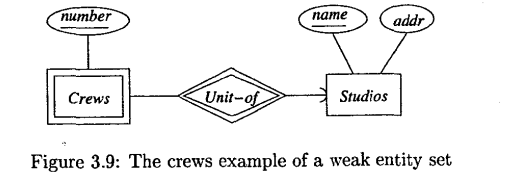 number
name
addr
Crews
Unit-of
Studios
Figure 3.9: The crews example of a weak entity set